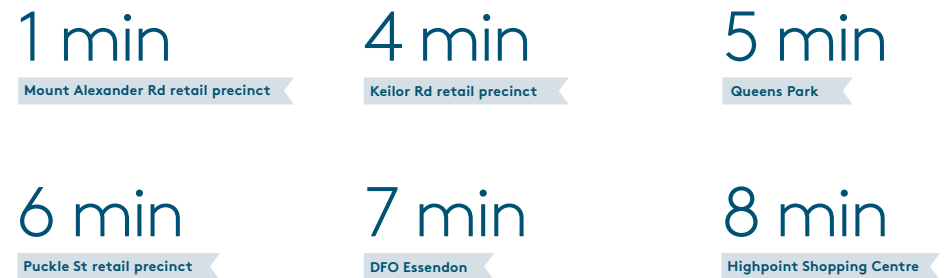 1 min
Mount Alexander Rd retail precinct
4 min
Keilor Rd retail precinct
5 min
Queens Park
6 min
Puckle St retail precinct
7 min
DFO Essendon
8 min
Highpoint Shopping Centre